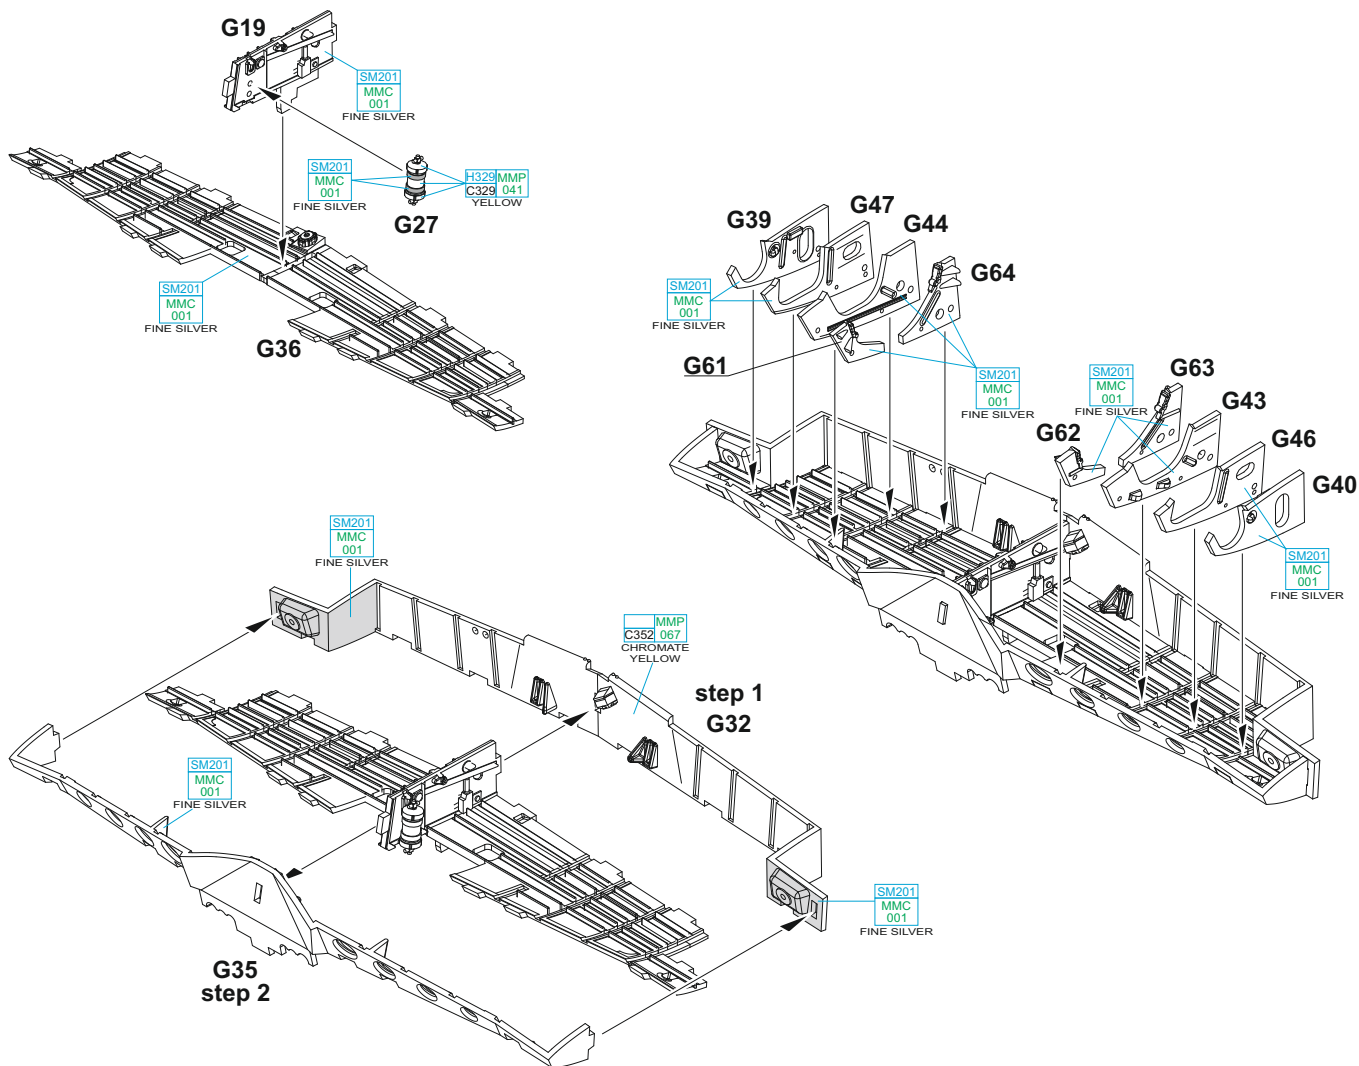 G19
SM201
MMC
001
FINE SILVER
SM201
MMC
001
FINE SILVER
H329 MMP
C329 041
YELLOW
G27
SM201
MMC
001
FINE SILVER
G36
G39
G47
G44
G64
SM201
MMC
001
FINE SILVER
G61
SM201
MMC
001
FINE SILVER
SM201
MMC
001
FINE SILVER
G63
G43
G62
G46
G40
SM201
MMC
001
FINE SILVER
SM201
MMC
001
FINE SILVER
MMP
C352 067
CHROMATE
YELLOW
step 1
G32
SM201
MMC
001
FINE SILVER
SM201
MMC
001
FINE SILVER
G35
step 2